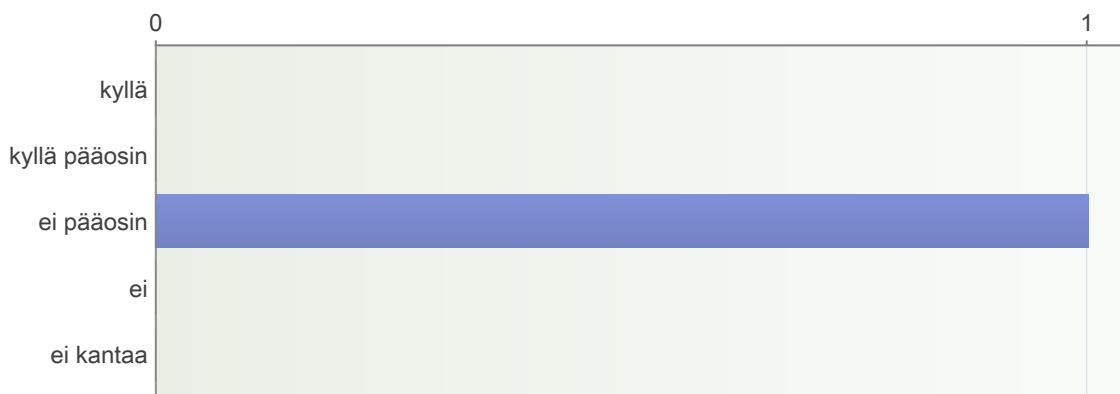 0 1
kyllä
kyllä pääosin
ei pääosin
ei
ei kantaa